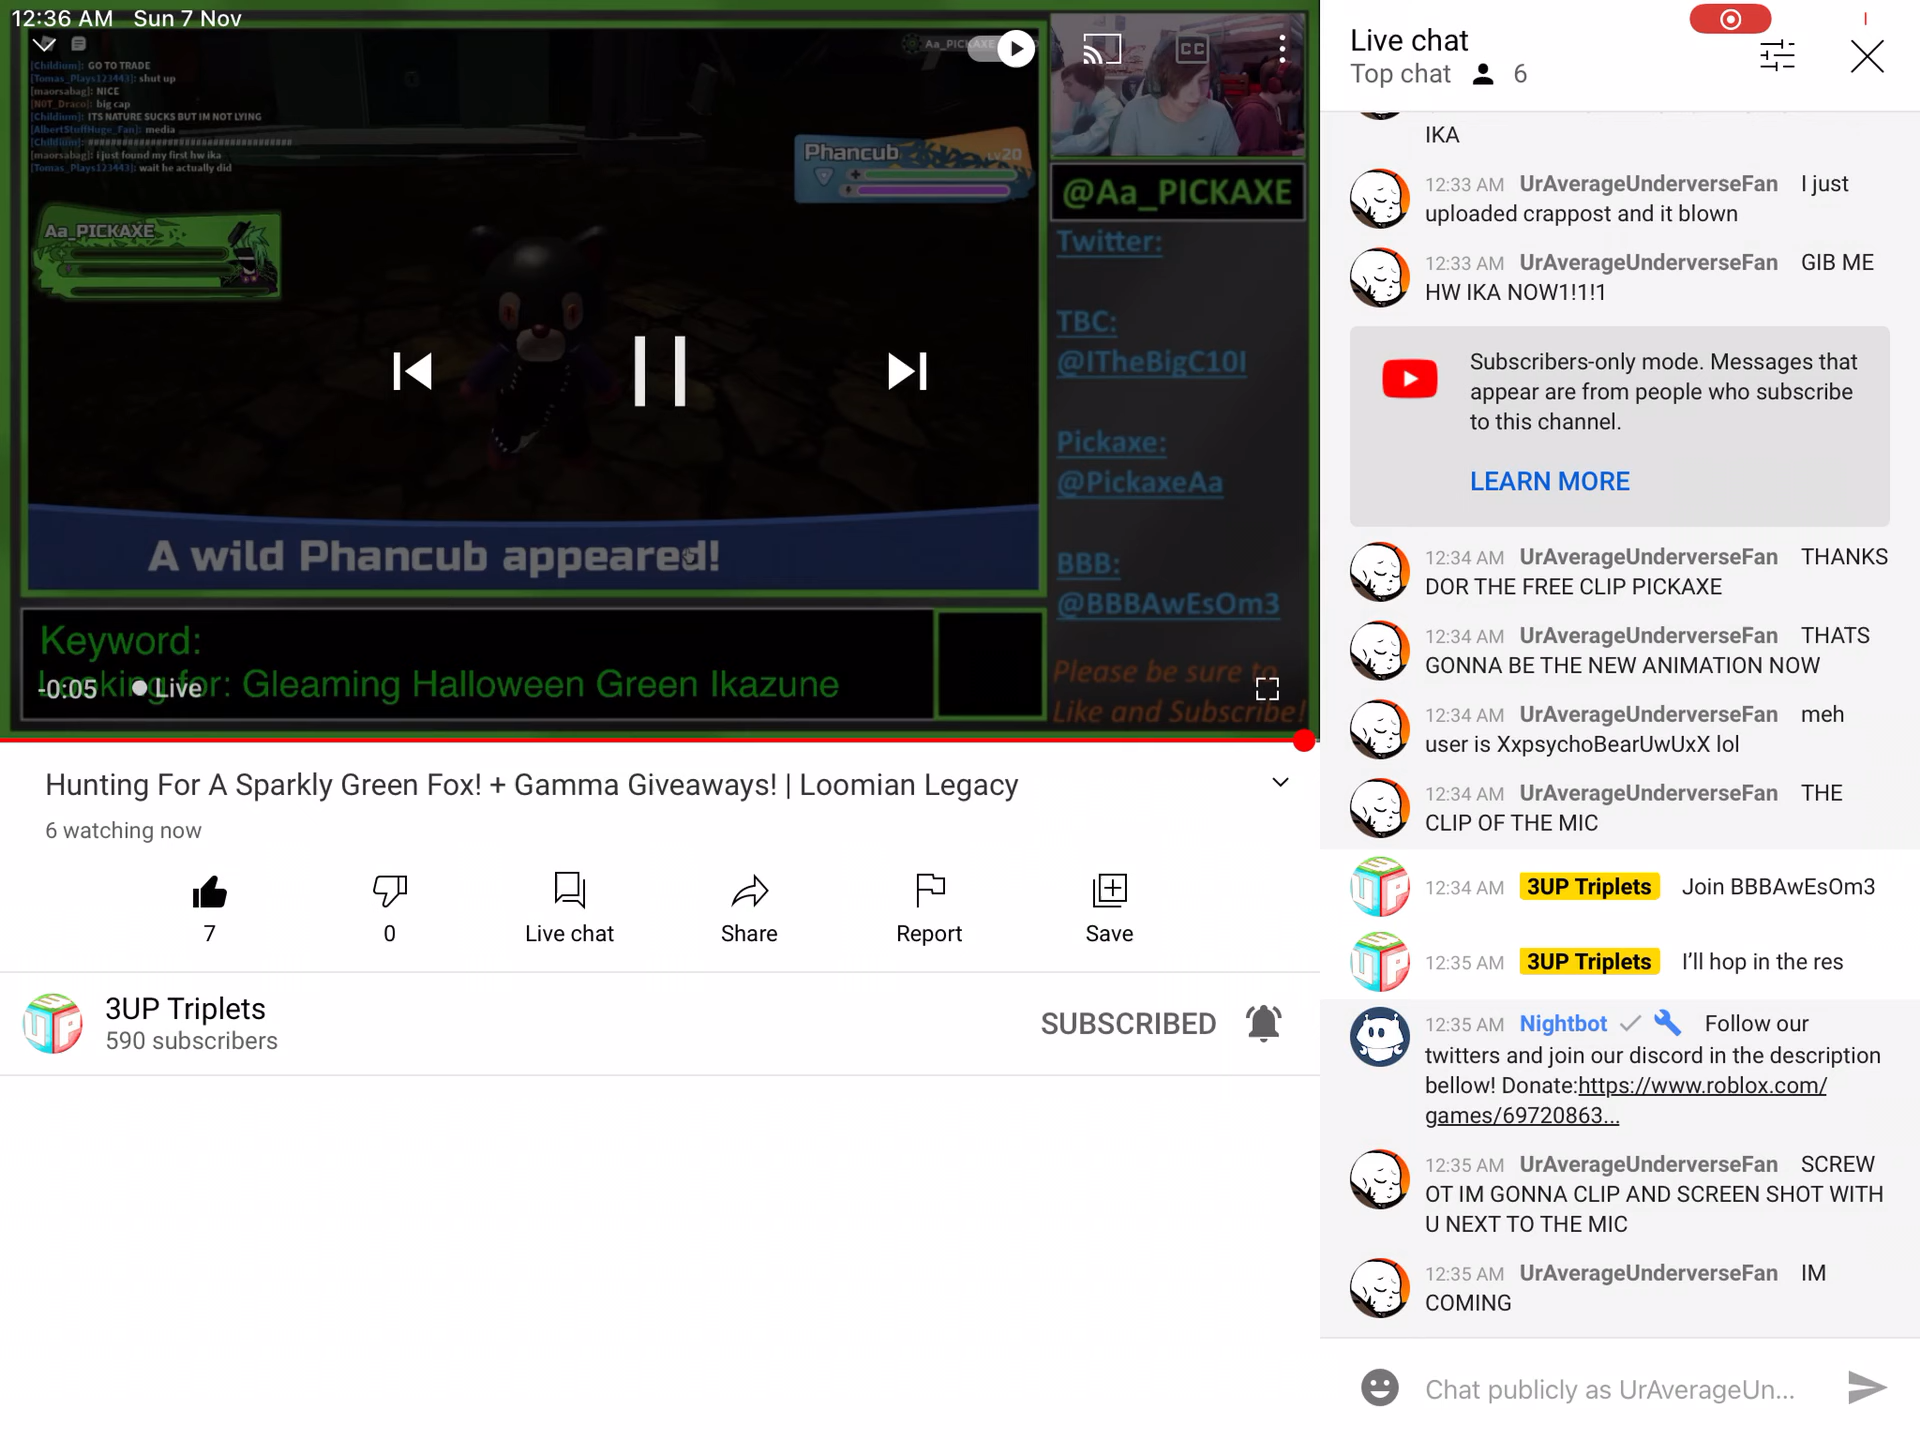 12:36 AM Sun 7 Nov
[Childium]: GO TO TRADE
[Tomas_Plays123443]: shut up
[maorsabag]: NICE
[N0T_Draco]: big cap
[Childium]: ITS NATURE SUCKS BUT IM NOT LYING
[AlbertStuffHuge_Fan]: media
[maorsabag]: i just found my first hw ika
[Tomas_Plays123443]: wait he actually did
Aa_PICKAXE
CC
Phancub Lv20
Aa_PICKAXE
A wild Phancub appeared!
@Aa_PICKAXE
Twitter:
TBC:
@ITheBigC10I
Pickaxe:
@PickaxeAa
BBB:
@BBBAwEsOm3
Please be sure to
Like and Subscribe!
Keyword:
Looking for: Gleaming Halloween Green Ikazune
-0:05 Live
Hunting For A Sparkly Green Fox! + Gamma Giveaways! | Loomian Legacy
6 watching now
7 0 Live chat Share Report Save
3UP Triplets
590 subscribers
SUBSCRIBED
Live chat
Top chat 6
IKA
12:33 AM UrAverageUnderverseFan I just
uploaded crappost and it blown
12:33 AM UrAverageUnderverseFan GIB ME
HW IKA NOW1!1!1
Subscribers-only mode. Messages that
appear are from people who subscribe
to this channel.
LEARN MORE
12:34 AM UrAverageUnderverseFan THANKS
DOR THE FREE CLIP PICKAXE
12:34 AM UrAverageUnderverseFan THATS
GONNA BE THE NEW ANIMATION NOW
12:34 AM UrAverageUnderverseFan meh
user is XxpsychoBearUwUxX lol
12:34 AM UrAverageUnderverseFan THE
CLIP OF THE MIC
12:34 AM 3UP Triplets Join BBBAwEsOm3
12:35 AM 3UP Triplets I’ll hop in the res
12:35 AM Nightbot Follow our
twitters and join our discord in the description
bellow! Donate:https://www.roblox.com/
games/69720863...
12:35 AM UrAverageUnderverseFan SCREW
OT IM GONNA CLIP AND SCREEN SHOT WITH
U NEXT TO THE MIC
12:35 AM UrAverageUnderverseFan IM
COMING
Chat publicly as UrAverageUn...